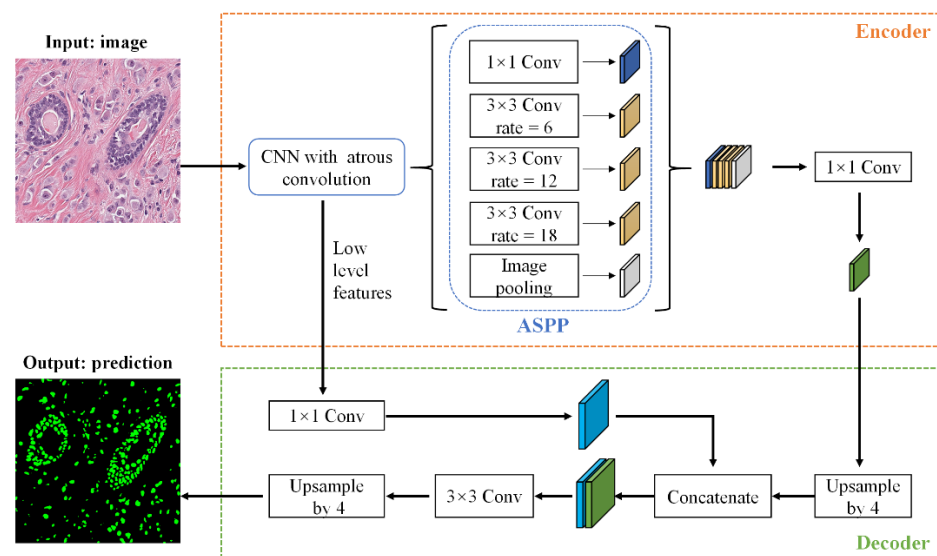 Input: image
Encoder
CNN with atrous
convolution
1×1 Conv
3×3 Conv
rate = 6
3×3 Conv
rate = 12
3×3 Conv
rate = 18
Image
pooling
ASPP
1×1 Conv
Low
level
features
Output: prediction
1×1 Conv
Upsample
by 4
3×3 Conv
Concatenate
Upsample
by 4
Decoder